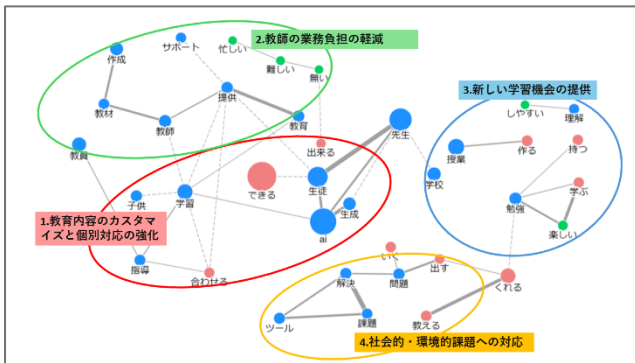 サポート
忙しい
2.教師の業務負担の軽減
作成
難しい
無い
3.新しい学習機会の提供
提供
しやすい
理解
教材
教師
教育
先生
教員
出来る
授業
作る
持つ
学校
できる
生徒
学ぶ
子供
学習
勉強
生成
1.教育内容のカスタマ
イズと個別対応の強化
ai
楽しい
指導
合わせる
いく
出す
解決
問題
くれる
ツール
課題
教える
4.社会的・環境的課題への対応